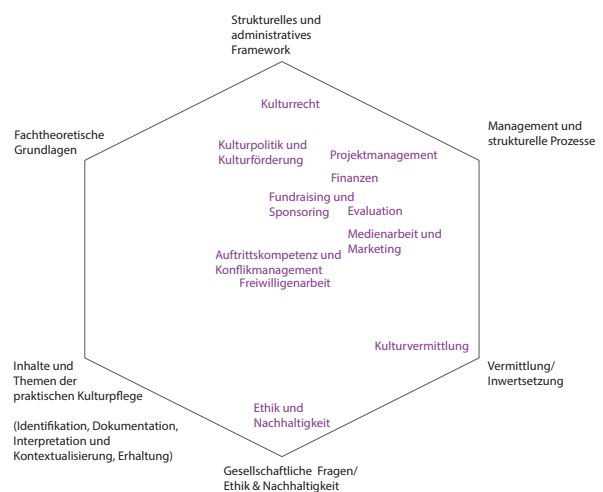 Strukturelles und
administratives
Framework
Kulturrecht
Fachtheoretische
Grundlagen
Management und
strukturelle Prozesse
Kulturpolitik und
Kulturförderung
Projektmanagement
Finanzen
Fundraising und
Sponsoring
Evaluation
Medienarbeit und
Marketing
Auftrittskompetenz und
Konflikmanagement
Freiwilligenarbeit
Kulturvermittlung
Inhalte und
Themen der
praktischen Kulturpflege
(Identifikation, Dokumentation,
Interpretation und
Kontextualisierung, Erhaltung)
Vermittlung/
Inwertsetzung
Ethik und
Nachhaltigkeit
Gesellschaftliche Fragen/
Ethik & Nachhaltigkeit